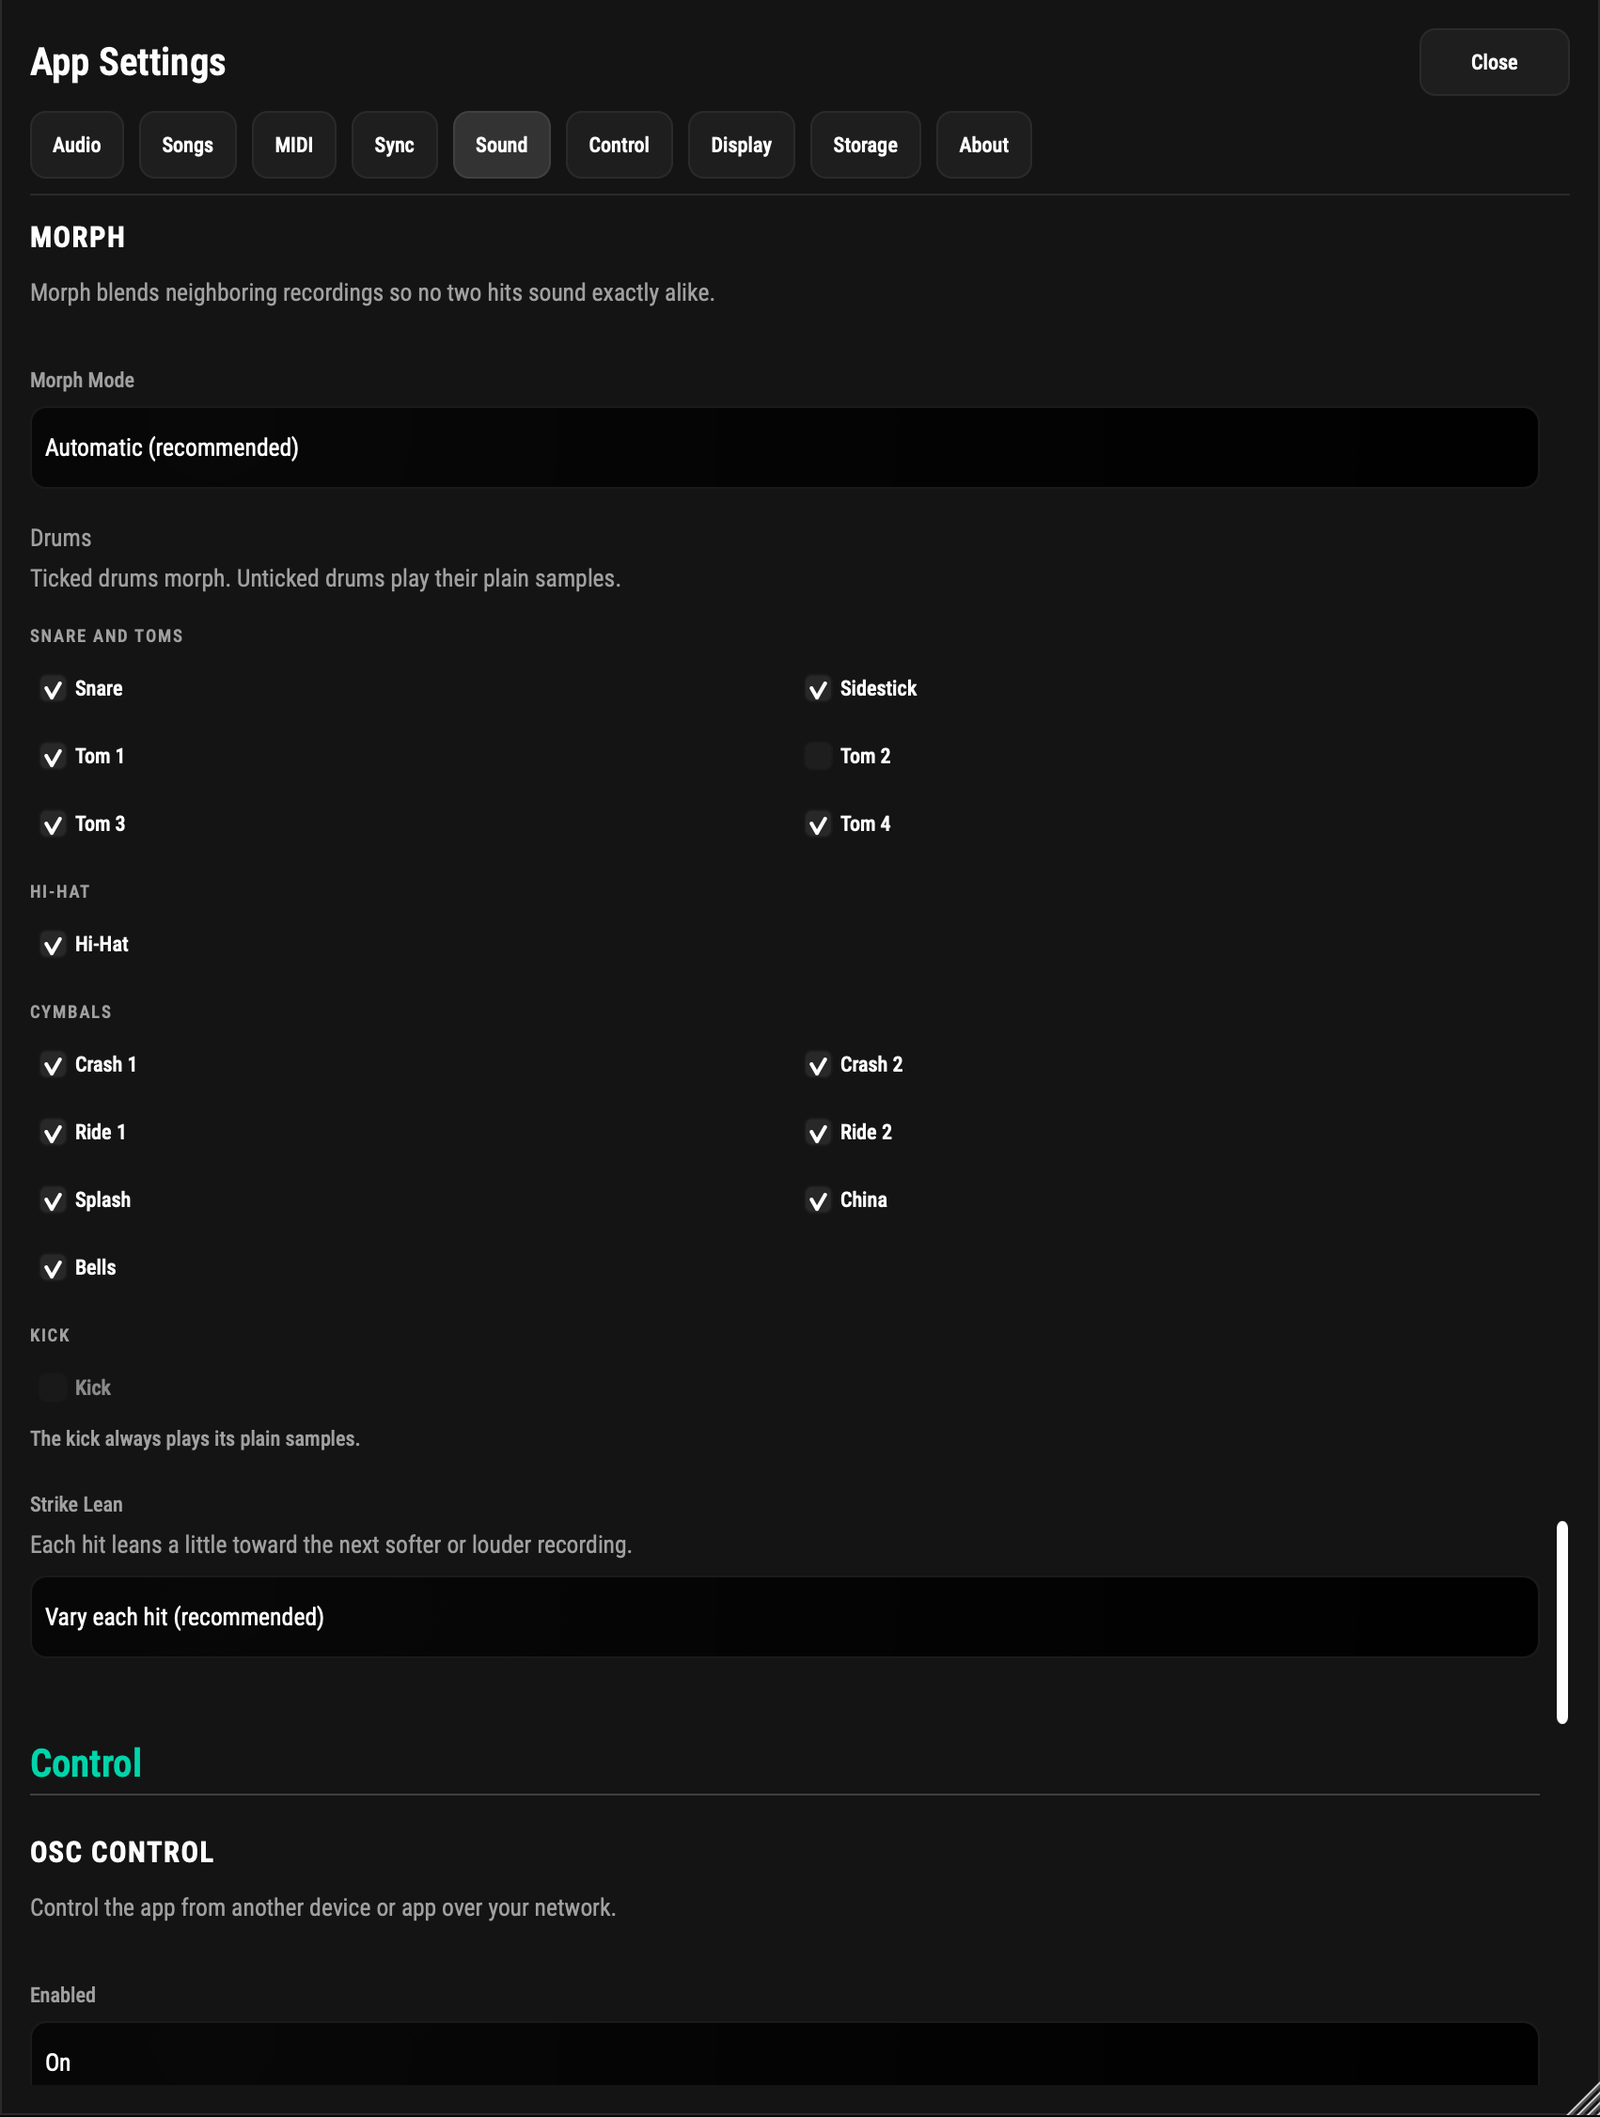 App Settings
Close
Audio
Songs
MIDI
Sync
Sound
Control
Display
Storage
About
MORPH
Morph blends neighboring recordings so no two hits sound exactly alike.
Morph Mode
Automatic (recommended)
Drums
Ticked drums morph. Unticked drums play their plain samples.
SNARE AND TOMS
Snare
Sidestick
Tom 1
Tom 2
Tom 3
Tom 4
HI-HAT
Hi-Hat
CYMBALS
Crash 1
Crash 2
Ride 1
Ride 2
Splash
China
Bells
KICK
Kick
The kick always plays its plain samples.
Strike Lean
Each hit leans a little toward the next softer or louder recording.
Vary each hit (recommended)
Control
OSC CONTROL
Control the app from another device or app over your network.
Enabled
On